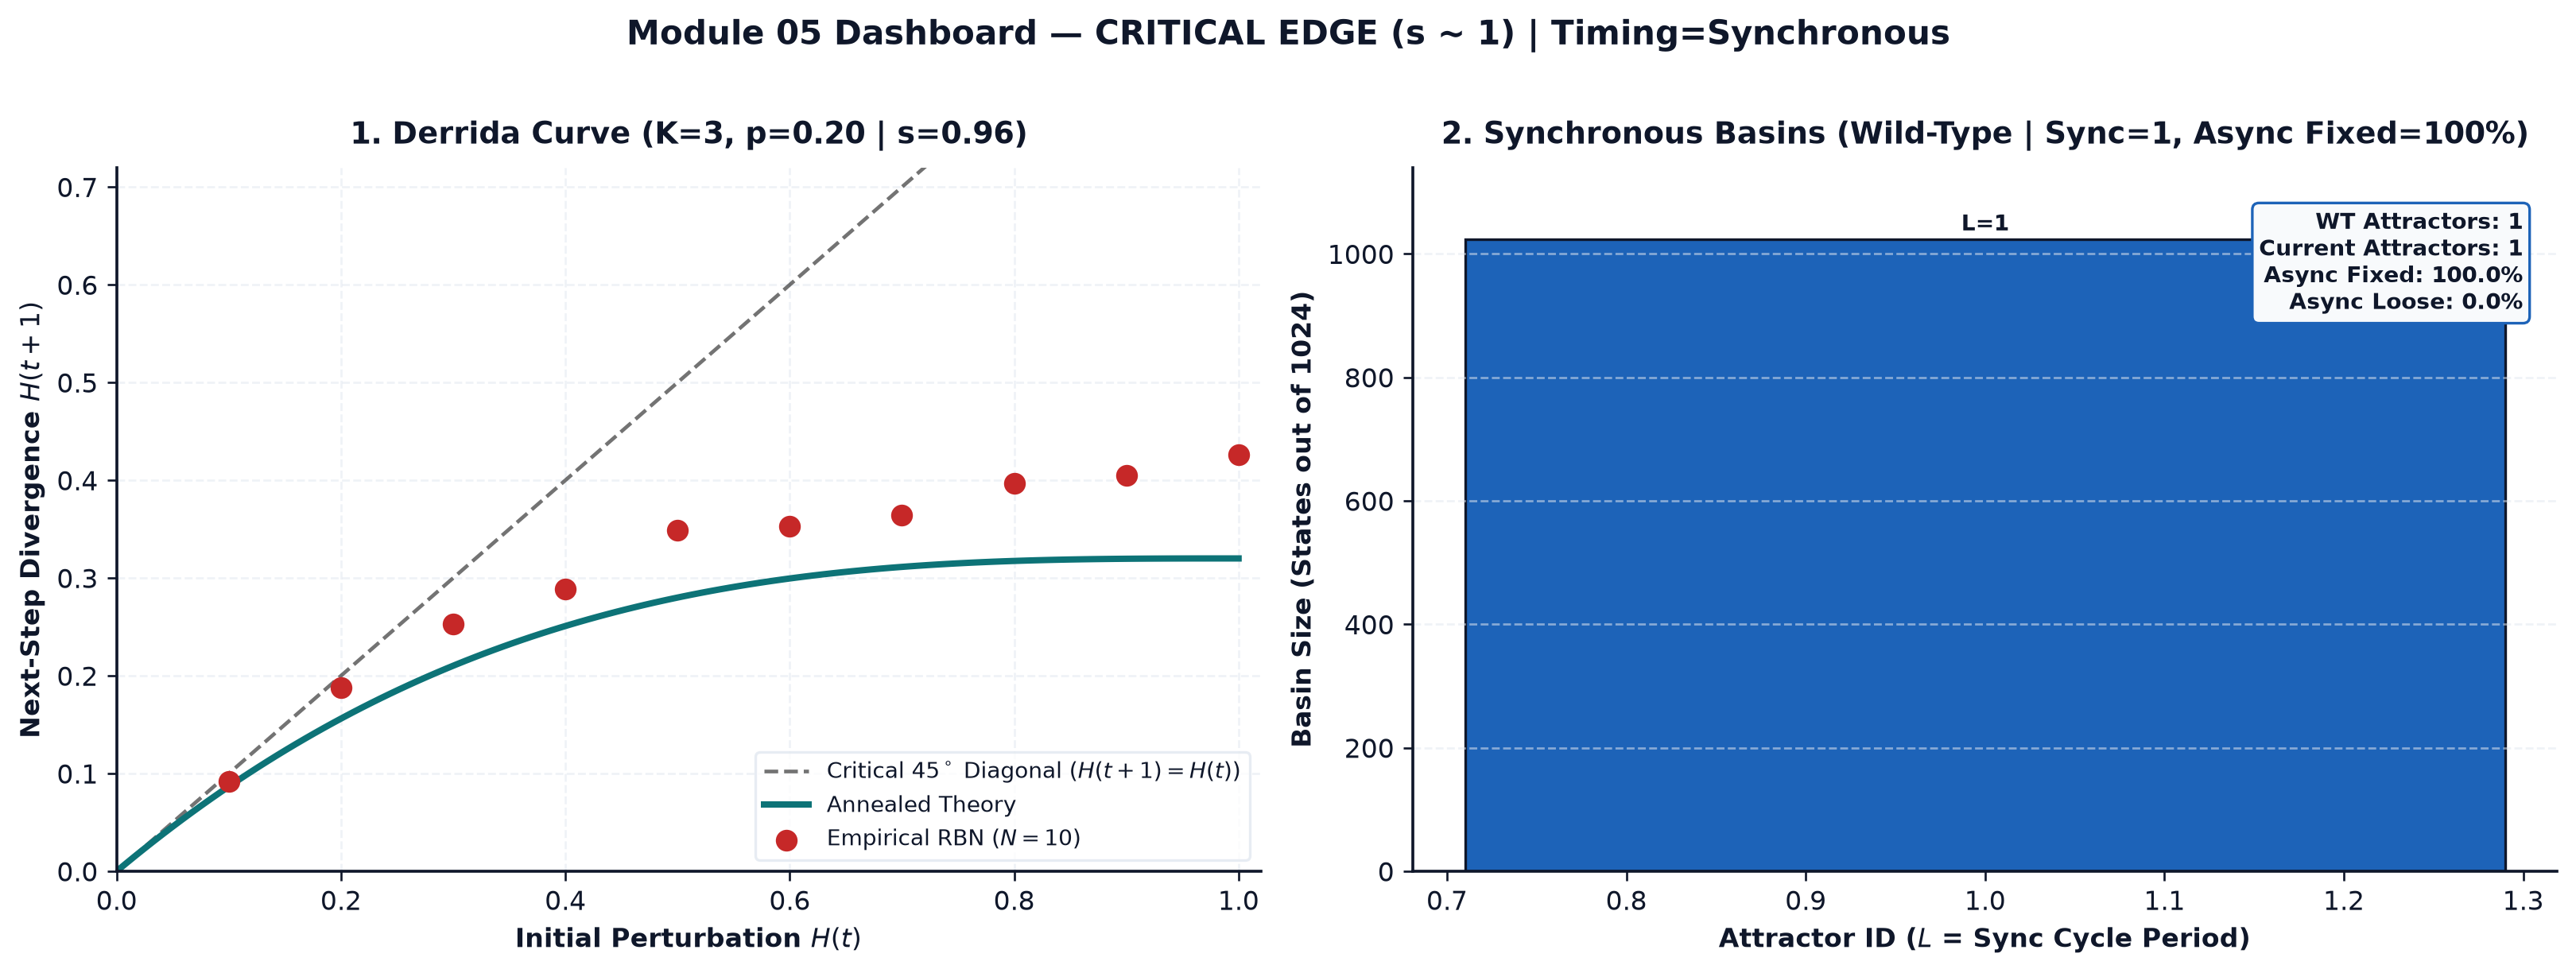 Module 05 Dashboard — CRITICAL EDGE (s ~ 1) | Timing=Synchronous
1. Derrida Curve (K=3, p=0.20 | s=0.96)
Next-Step Divergence H(t + 1)
0.7
0.6
0.5
0.4
0.3
0.2
0.1
0.0
0.0 0.2 0.4 0.6 0.8 1.0
Initial Perturbation H(t)
Critical 45° Diagonal (H(t + 1) = H(t))
Annealed Theory
Empirical RBN (N = 10)
2. Synchronous Basins (Wild-Type | Sync=1, Async Fixed=100%)
Basin Size (States out of 1024)
1000
800
600
400
200
0
L=1
WT Attractors: 1
Current Attractors: 1
Async Fixed: 100.0%
Async Loose: 0.0%
0.7 0.8 0.9 1.0 1.1 1.2 1.3
Attractor ID (L = Sync Cycle Period)